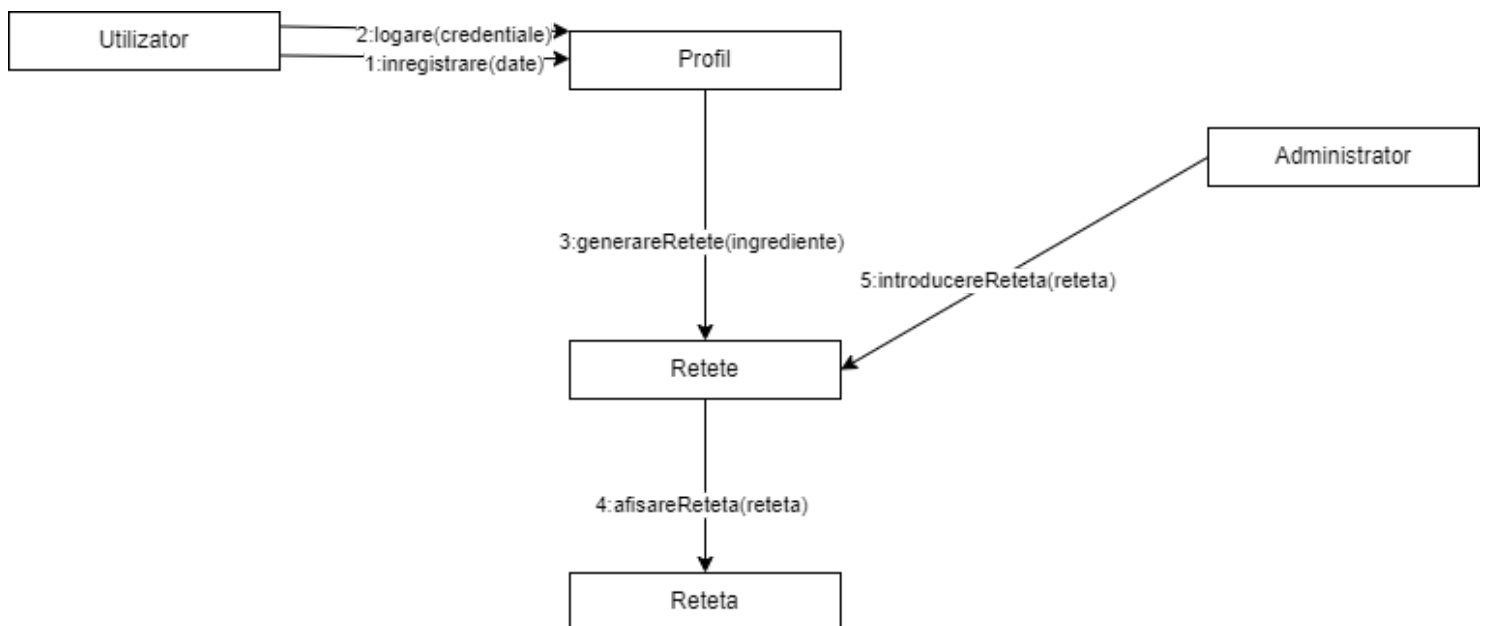 Utilizator
2:logare(credentiale)
1:inregistrare(date)
Profil
Administrator
3:generareRetete(ingrediente)
5:introducereReteta(reteta)
Retete
4:afisareReteta(reteta)
Reteta